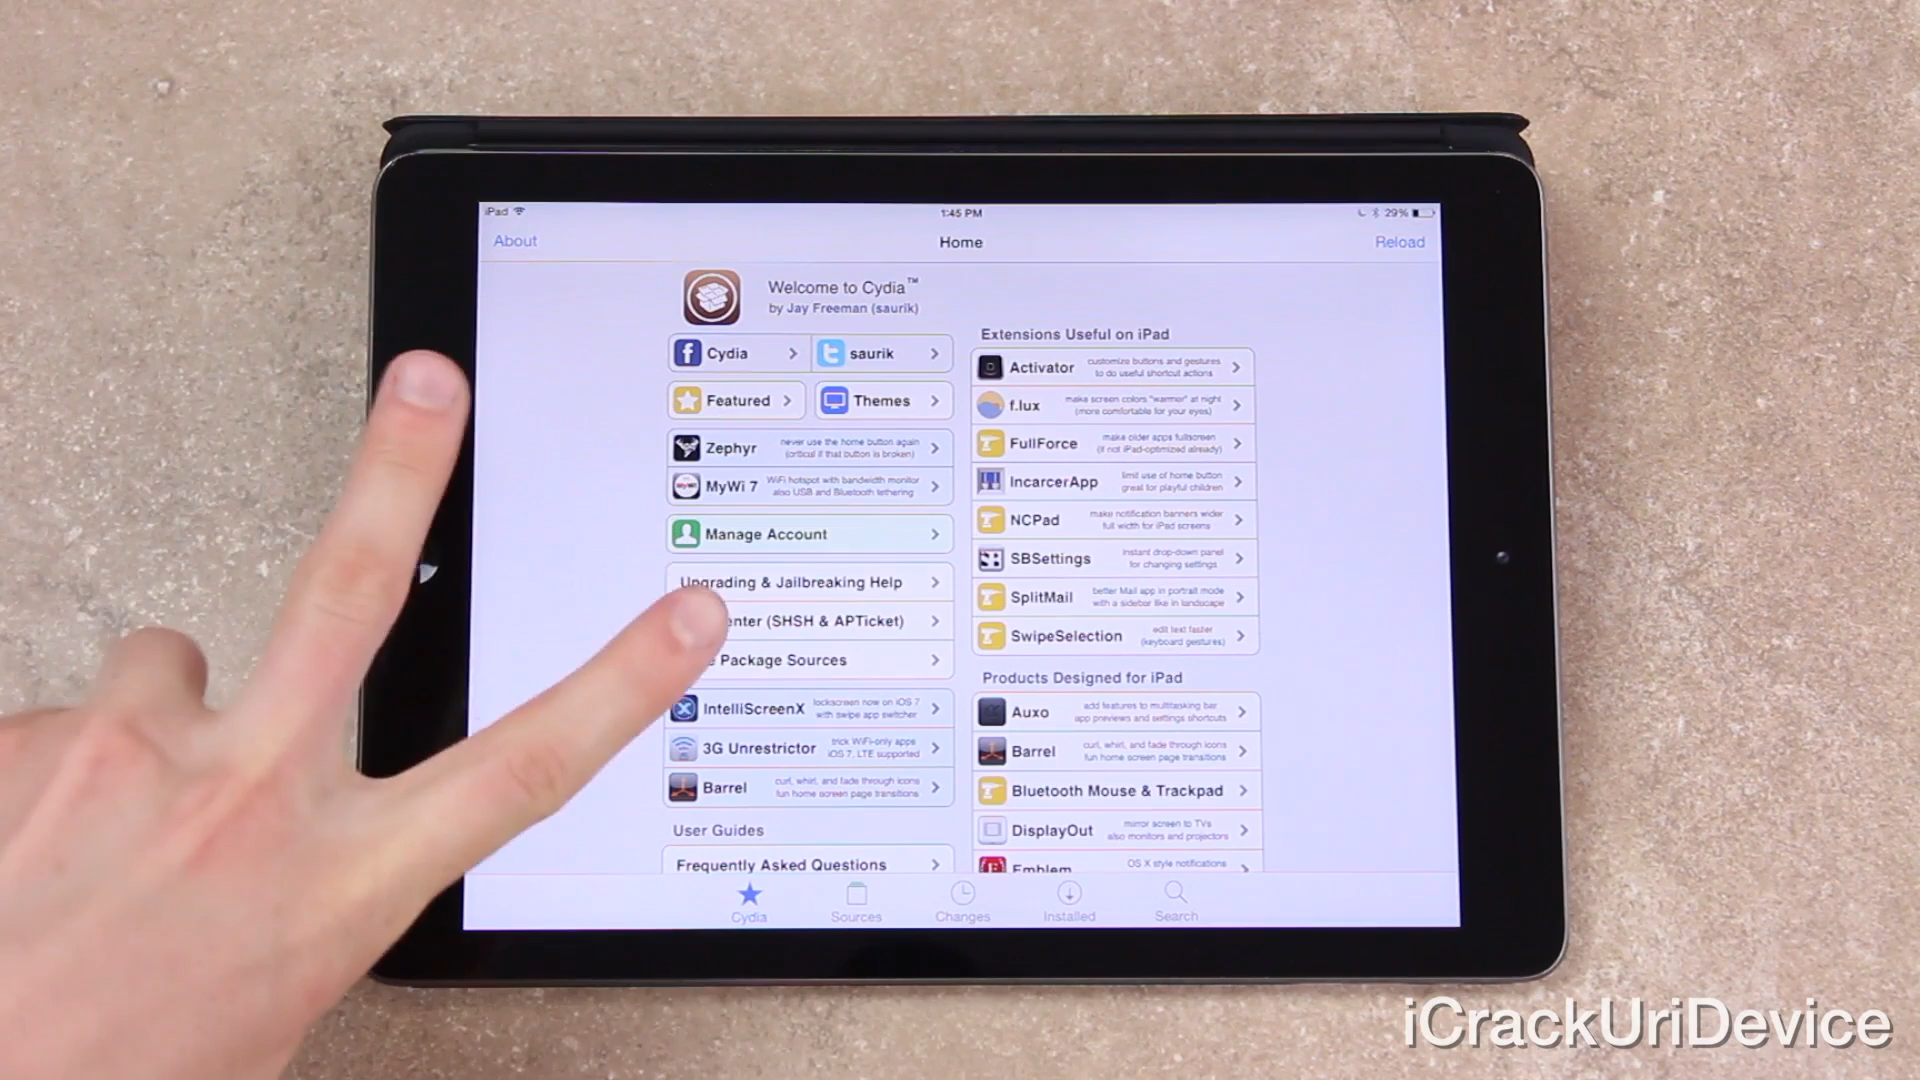 iPad
1:45 PM
29%
About
Home
Reload
Welcome to Cydia™
by Jay Freeman (saurik)
Cydia
saurik
Featured
Themes
Zephyr
never use the home button again
(critical if that button is broken)
MyWi 7
WiFi hotspot with bandwidth monitor
also USB and Bluetooth tethering
Manage Account
Upgrading & Jailbreaking Help
(SHSH & APTicket)
Package Sources
IntelliScreenX
lockscreen now on iOS 7
with swipe app switcher
3G Unrestrictor
trick WiFi-only apps
iOS 7, LTE supported
Barrel
curl, whirl, and fade through icons
fun home screen page transitions
User Guides
Frequently Asked Questions
Extensions Useful on iPad
Activator
customize buttons and gestures
to do useful shortcut actions
f.lux
make screen colors "warmer" at night
(more comfortable for your eyes)
FullForce
make older apps fullscreen
(if not iPad-optimized already)
IncarcerApp
limit use of home button
great for playful children
NCPad
make notification banners wider
full width for iPad screens
SBSettings
instant drop-down panel
for changing settings
SplitMail
better Mail app in portrait mode
with a sidebar like in landscape
SwipeSelection
edit text faster
(keyboard gestures)
Products Designed for iPad
Auxo
add features to multitasking bar
app previews and settings shortcuts
Barrel
curl, whirl, and fade through icons
fun home screen page transitions
Bluetooth Mouse & Trackpad
DisplayOut
mirror screen to TVs
also monitors and projectors
Emblem
OS X style notifications
Cydia
Sources
Changes
Installed
Search
iCrackUriDevice